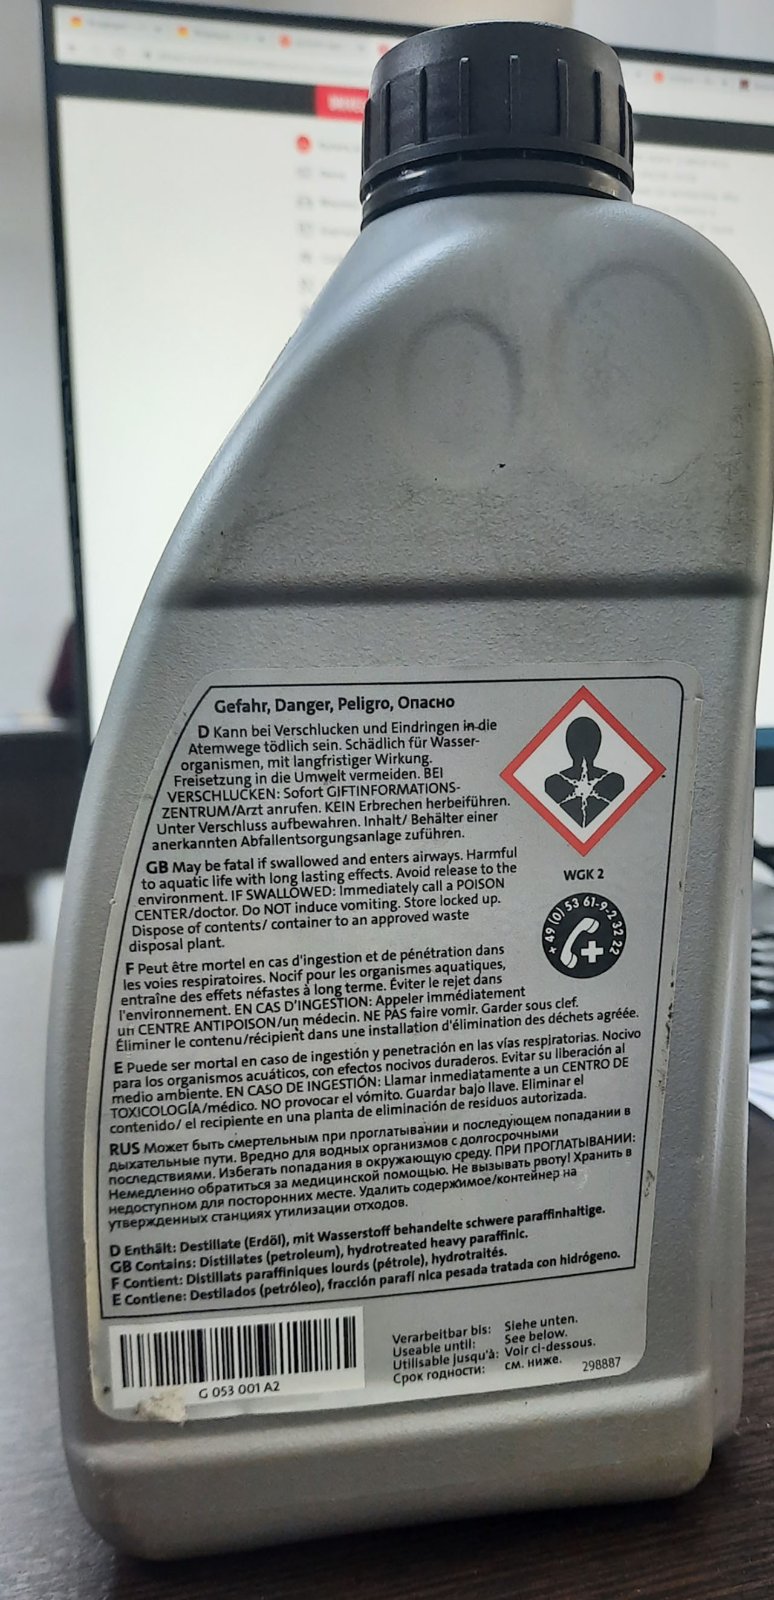 Gefahr, Danger, Peligro, Опасно
D Kann bei Verschlucken und Eindringen in die
Atemwege tödlich sein. Schädlich für Wasser-
organismen, mit langfristiger Wirkung.
Freisetzung in die Umwelt vermeiden. BEI
VERSCHLUCKEN: Sofort GIFTINFORMATIONS-
ZENTRUM/Arzt anrufen. KEIN Erbrechen herbeiführen.
Unter Verschluss aufbewahren. Inhalt/ Behälter einer
anerkannten Abfallentsorgungsanlage zuführen.
GB May be fatal if swallowed and enters airways. Harmful
to aquatic life with long lasting effects. Avoid release to the
environment. IF SWALLOWED: Immediately call a POISON
CENTER/doctor. Do NOT induce vomiting. Store locked up.
Dispose of contents/ container to an approved waste
disposal plant.
WGK 2
+ 49 (0) 53 61-9-2 32 22
F Peut être mortel en cas d'ingestion et de pénétration dans
les voies respiratoires. Nocif pour les organismes aquatiques,
entraîne des effets néfastes à long terme. Éviter le rejet dans
l'environnement. EN CAS D'INGESTION: Appeler immédiatement
un CENTRE ANTIPOISON/un médecin. NE PAS faire vomir. Garder sous clef.
Éliminer le contenu/récipient dans une installation d'élimination des déchets agréée.
E Puede ser mortal en caso de ingestión y penetración en las vías respiratorias. Nocivo
para los organismos acuáticos, con efectos nocivos duraderos. Evitar su liberación al
medio ambiente. EN CASO DE INGESTIÓN: Llamar inmediatamente a un CENTRO DE
TOXICOLOGÍA/médico. NO provocar el vómito. Guardar bajo llave. Eliminar el
contenido/ el recipiente en una planta de eliminación de residuos autorizada.
RUS Может быть смертельным при проглатывании и последующем попадании в
дыхательные пути. Вредно для водных организмов с долгосрочными
последствиями. Избегать попадания в окружающую среду. ПРИ ПРОГЛАТЫВАНИИ:
Немедленно обратиться за медицинской помощью. Не вызывать рвоту! Хранить в
недоступном для посторонних месте. Удалить содержимое/контейнер на
утвержденных станциях утилизации отходов.
D Enthält: Destillate (Erdöl), mit Wasserstoff behandelte schwere paraffinhaltige.
GB Contains: Distillates (petroleum), hydrotreated heavy paraffinic.
F Contient: Distillats paraffiniques lourds (pétrole), hydrotraités.
E Contiene: Destilados (petróleo), fracción parafi nica pesada tratada con hidrógeno.
G 053 001 A2
Verarbeitbar bis: Siehe unten.
Useable until: See below.
Utilisable jusqu'à: Voir ci-dessous.
Срок годности: см. ниже.
298887